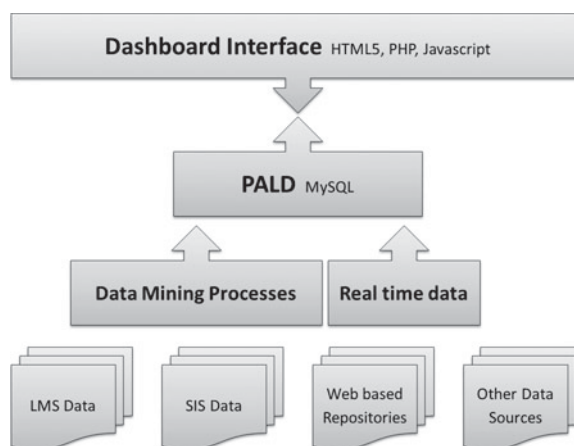 Dashboard Interface HTML5, PHP, Javascript
PALD MySQL
Data Mining Processes
Real time data
LMS Data
SIS Data
Web based
Repositories
Other Data
Sources